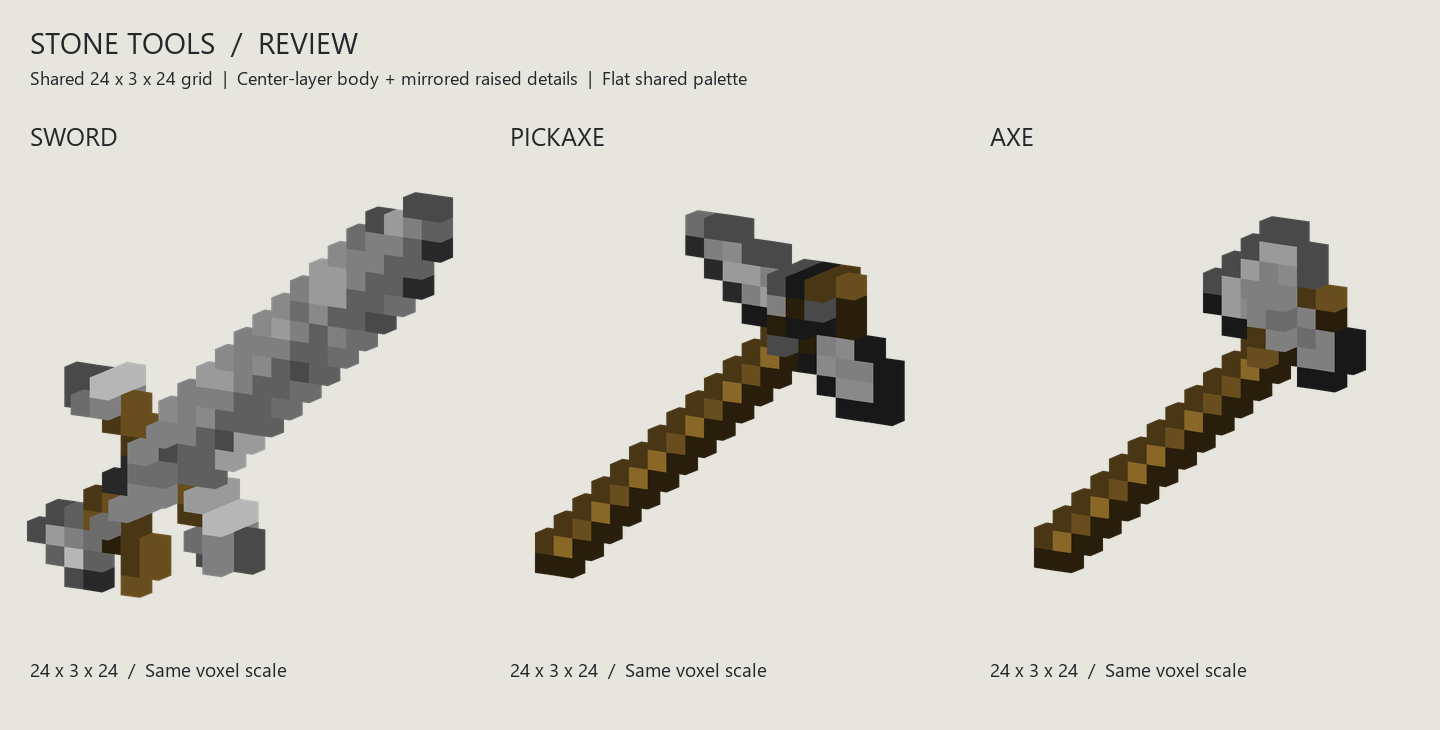 STONE TOOLS / REVIEW
Shared 24 x 3 x 24 grid | Center-layer body + mirrored raised details | Flat shared palette
SWORD
PICKAXE
AXE
24 x 3 x 24 / Same voxel scale
24 x 3 x 24 / Same voxel scale
24 x 3 x 24 / Same voxel scale